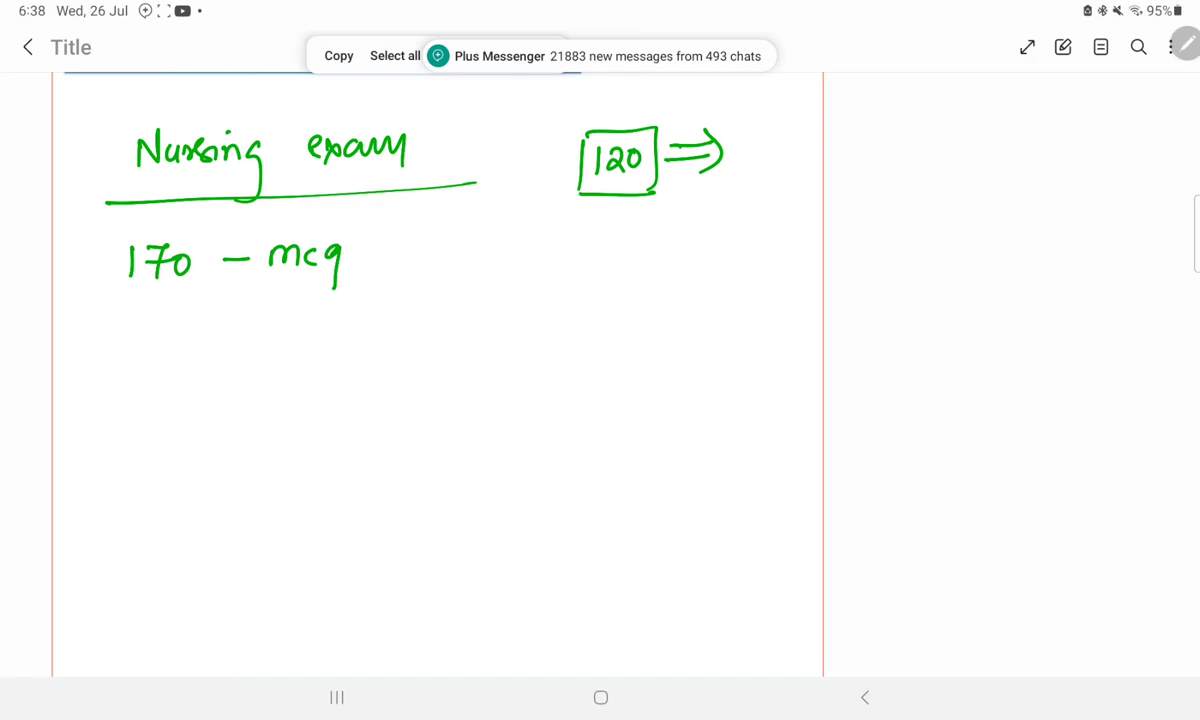 6:38 Wed, 26 Jul 95%
Title
Copy Select all Plus Messenger 21883 new messages from 493 chats
Nursing exam 120 ⇒
170 – mcq